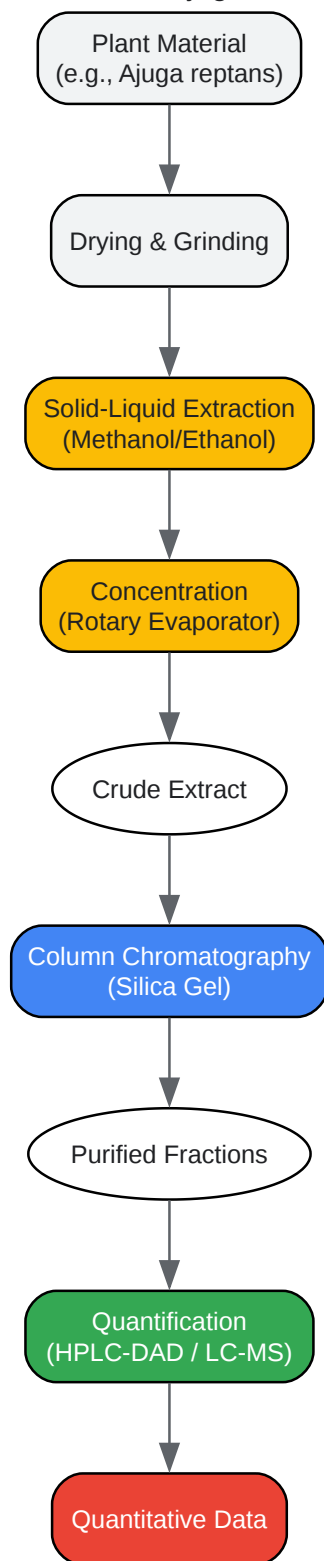 Plant Material
(e.g., Ajuga reptans)
Drying & Grinding
Solid-Liquid Extraction
(Methanol/Ethanol)
Concentration
(Rotary Evaporator)
Crude Extract
Column Chromatography
(Silica Gel)
Purified Fractions
Quantification
(HPLC-DAD / LC-MS)
Quantitative Data